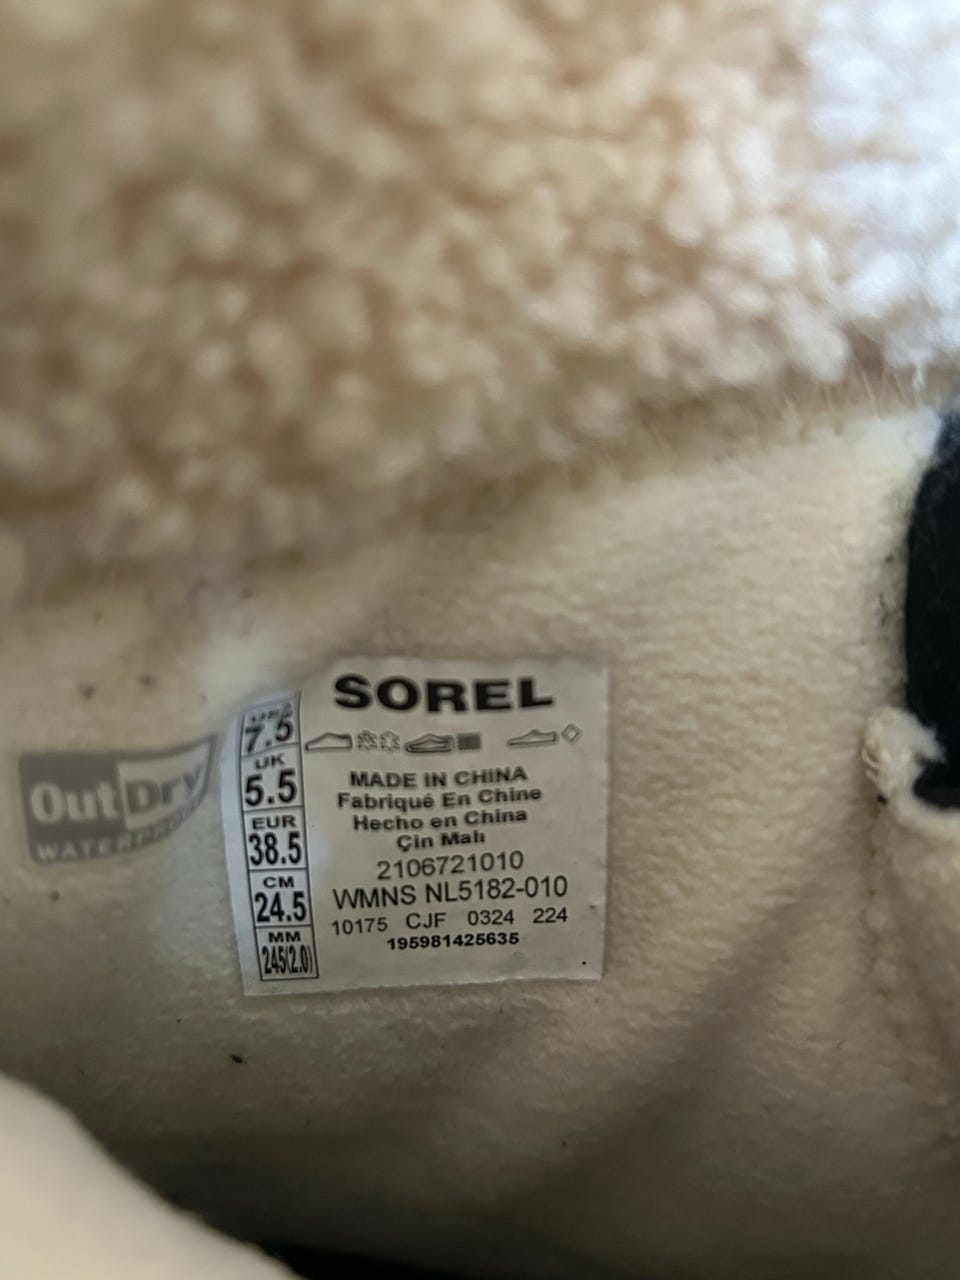 SOREL
USA
7.5
UK
5.5
EUR
38.5
CM
24.5
MM
245(2.0)
MADE IN CHINA
Fabriqué En Chine
Hecho en China
Çin Malı
2106721010
WMNS NL5182-010
10175 CJF 0324 224
195981425635
OutDry
WATERPROOF